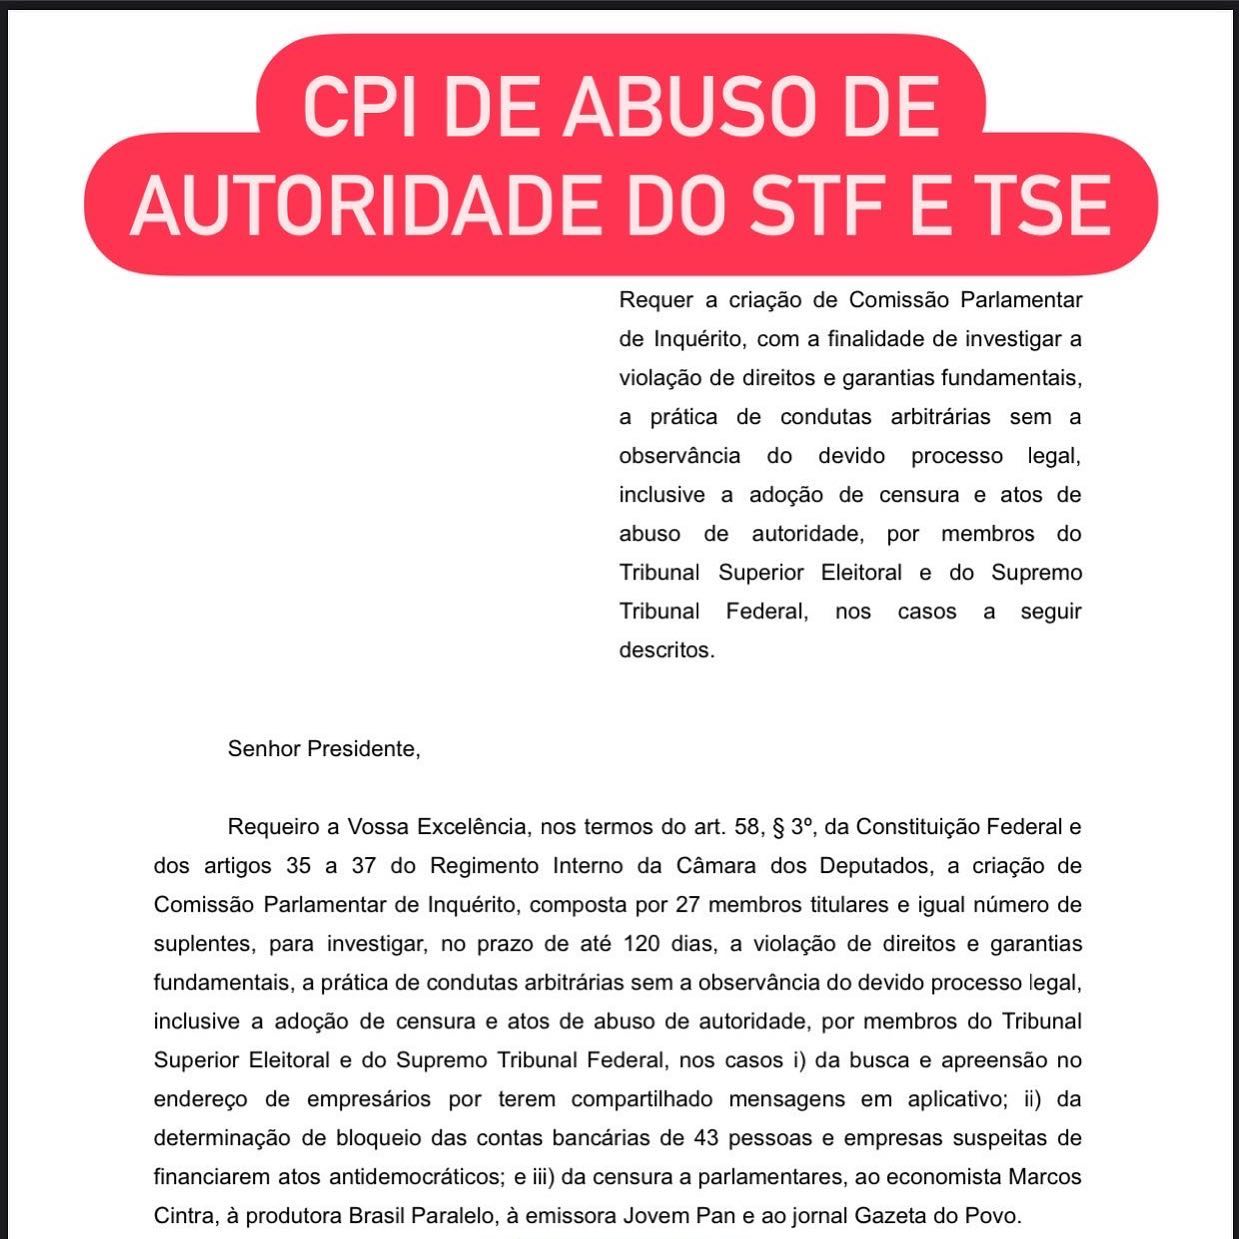 CPI DE ABUSO DE
AUTORIDADE DO STF E TSE
Requer a criação de Comissão Parlamentar
de Inquérito, com a finalidade de investigar a
violação de direitos e garantias fundamentais,
a prática de condutas arbitrárias sem a
observância do devido processo legal,
inclusive a adoção de censura e atos de
abuso de autoridade, por membros do
Tribunal Superior Eleitoral e do Supremo
Tribunal Federal, nos casos a seguir
descritos.
Senhor Presidente,
Requeiro a Vossa Excelência, nos termos do art. 58, § 3º, da Constituição Federal e
dos artigos 35 a 37 do Regimento Interno da Câmara dos Deputados, a criação de
Comissão Parlamentar de Inquérito, composta por 27 membros titulares e igual número de
suplentes, para investigar, no prazo de até 120 dias, a violação de direitos e garantias
fundamentais, a prática de condutas arbitrárias sem a observância do devido processo legal,
inclusive a adoção de censura e atos de abuso de autoridade, por membros do Tribunal
Superior Eleitoral e do Supremo Tribunal Federal, nos casos i) da busca e apreensão no
endereço de empresários por terem compartilhado mensagens em aplicativo; ii) da
determinação de bloqueio das contas bancárias de 43 pessoas e empresas suspeitas de
financiarem atos antidemocráticos; e iii) da censura a parlamentares, ao economista Marcos
Cintra, à produtora Brasil Paralelo, à emissora Jovem Pan e ao jornal Gazeta do Povo.